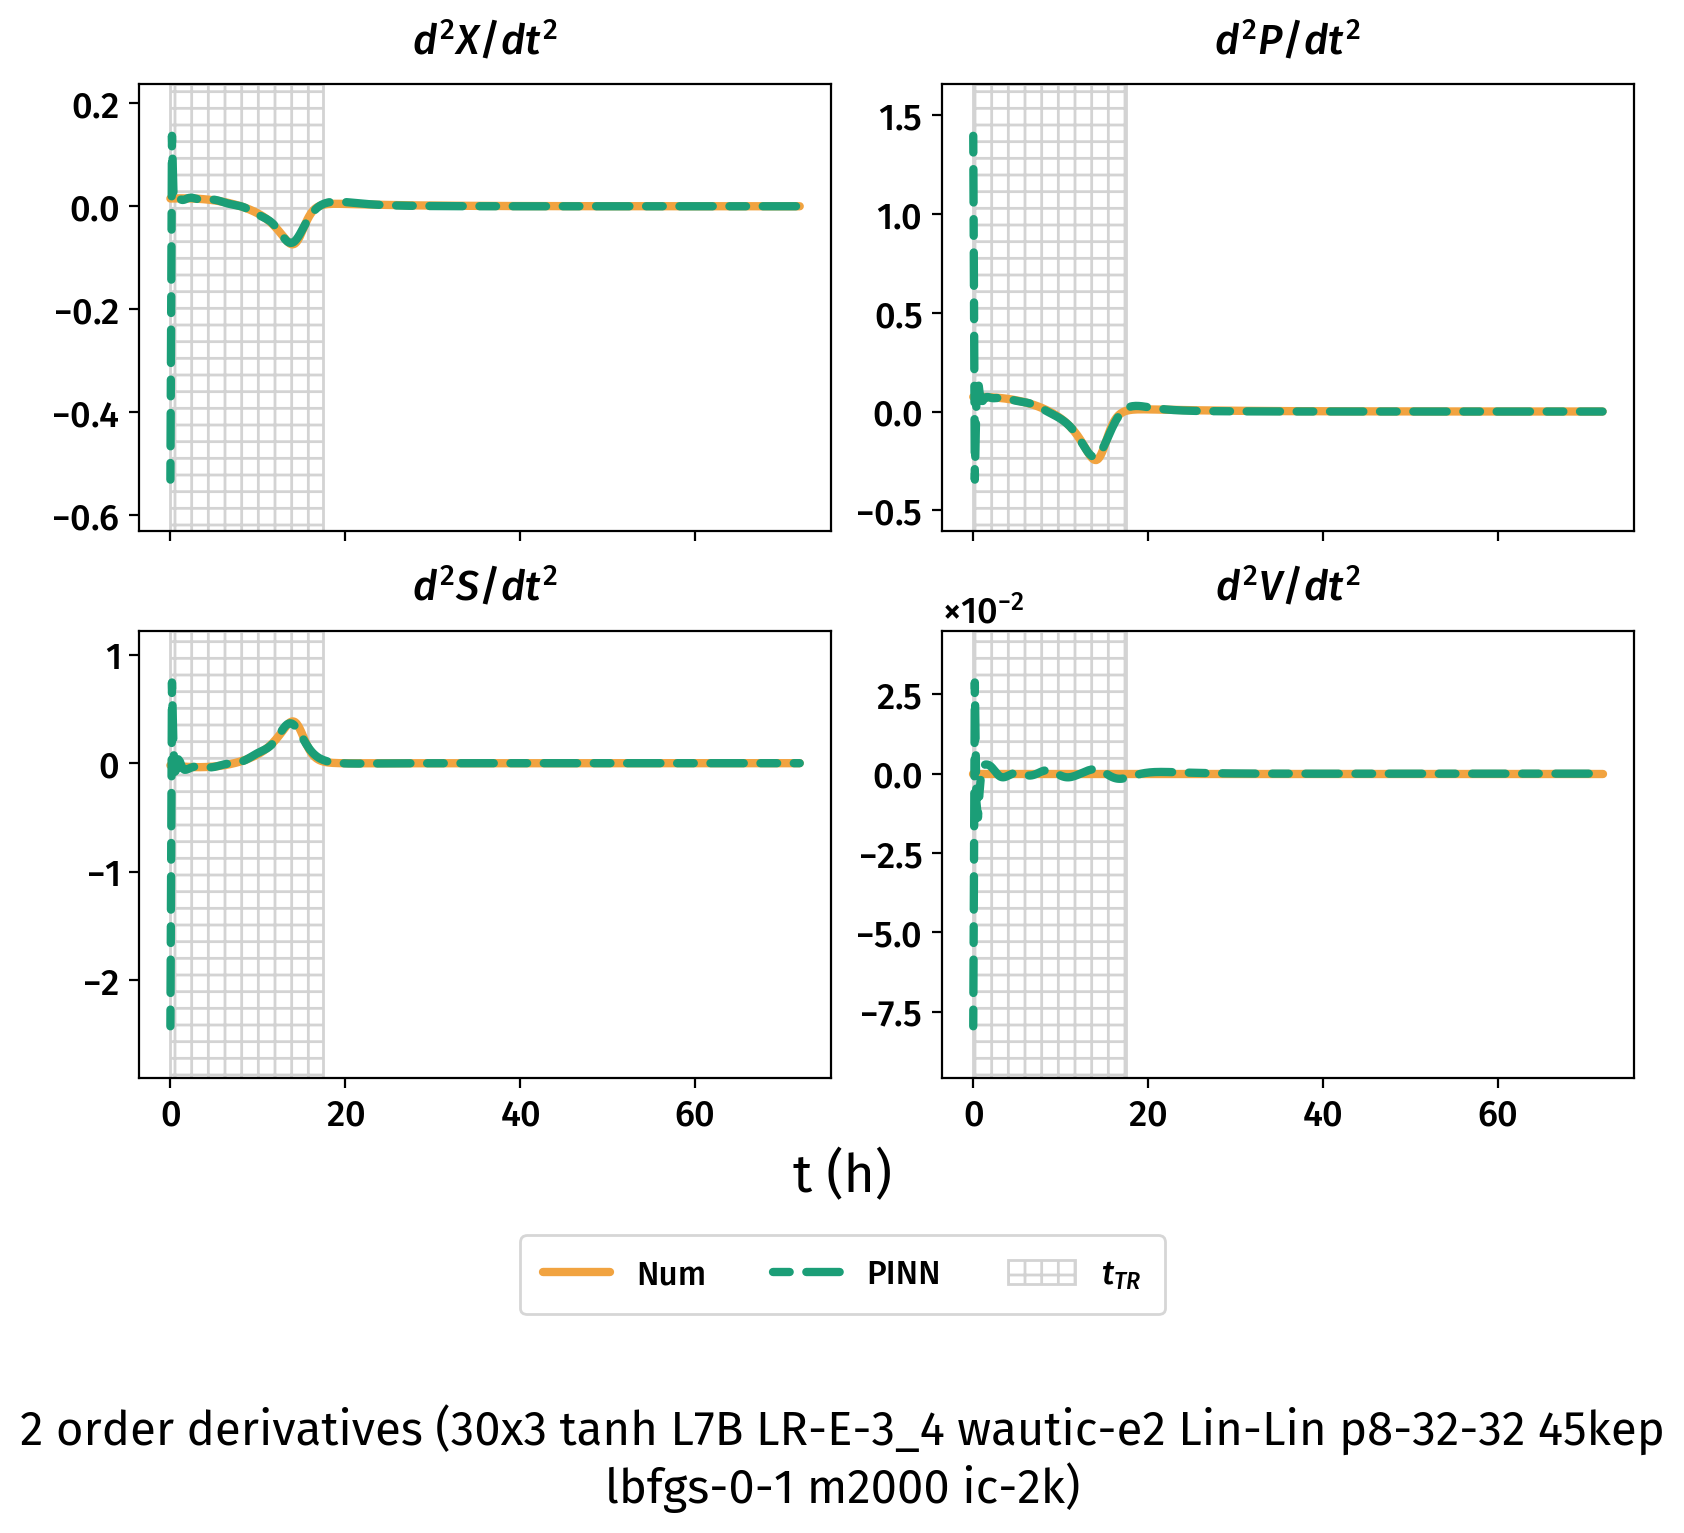 d²X/dt²
d²P/dt²
0.2
0.0
−0.2
−0.4
−0.6
1.5
1.0
0.5
0.0
−0.5
d²S/dt²
d²V/dt²
×10⁻²
1
0
−1
−2
2.5
0.0
−2.5
−5.0
−7.5
0 20 40 60
0 20 40 60
t (h)
Num PINN t_TR
2 order derivatives (30x3 tanh L7B LR-E-3_4 wautic-e2 Lin-Lin p8-32-32 45kep
lbfgs-0-1 m2000 ic-2k)